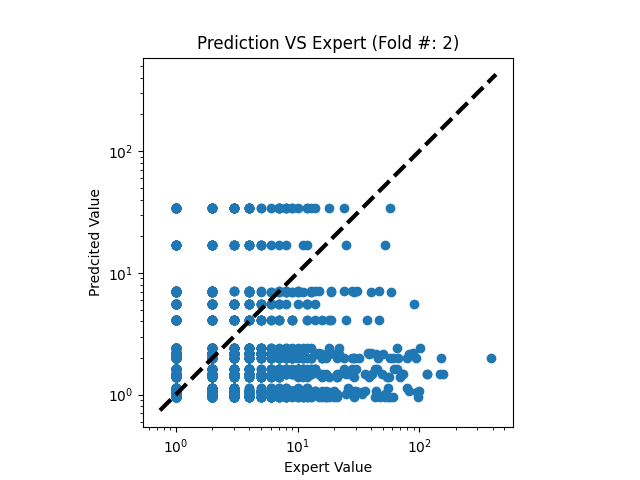 Prediction VS Expert (Fold #: 2)
10²
10¹
10⁰
Predcited Value
10⁰ 10¹ 10²
Expert Value